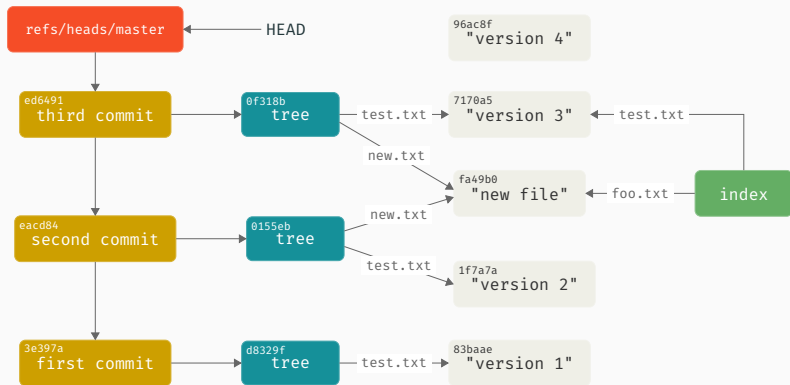 refs/heads/master
HEAD
96ac8f
"version 4"
ed6491
third commit
0f318b
tree
test.txt
7170a5
"version 3"
test.txt
new.txt
fa49b0
"new file"
foo.txt
index
eacd84
second commit
0155eb
tree
new.txt
test.txt
1f7a7a
"version 2"
3e397a
first commit
d8329f
tree
test.txt
83baae
"version 1"